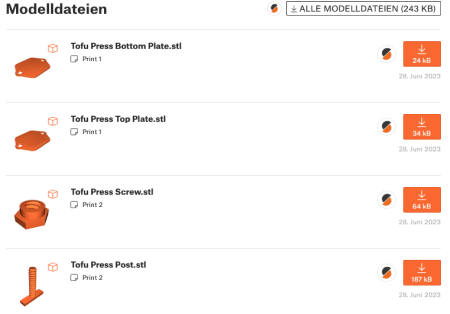 Modelldateien
ALLE MODELLDATEIEN (243 KB)
Tofu Press Bottom Plate.stl
Print 1
24 kB
28. Juni 2023
Tofu Press Top Plate.stl
Print 1
34 kB
28. Juni 2023
Tofu Press Screw.stl
Print 2
64 kB
28. Juni 2023
Tofu Press Post.stl
Print 2
187 kB
28. Juni 2023